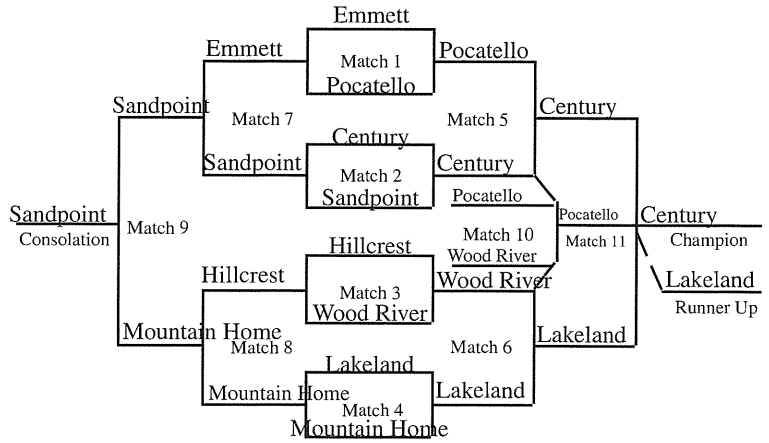 Emmett
Emmett
Match 1
Pocatello
Pocatello
Sandpoint
Match 7
Match 5
Century
Century
Sandpoint
Match 2
Century
Sandpoint
Pocatello
Sandpoint
Consolation
Match 9
Match 10
Pocatello
Match 11
Century
Champion
Hillcrest
Wood River
Hillcrest
Match 3
Wood River
Wood River
Lakeland
Runner Up
Mountain Home
Match 8
Match 6
Lakeland
Lakeland
Mountain Home
Match 4
Lakeland
Mountain Home